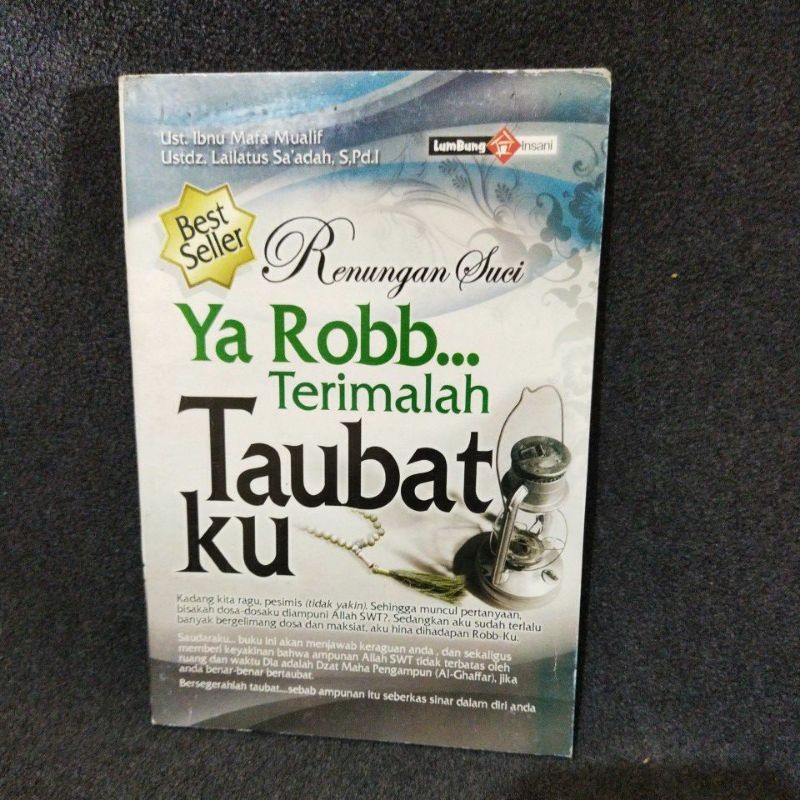 Ust. Ibnu Mafa Mualif
Ustdz. Lailatus Sa'adah, S,Pd.I
LumBung Insani
Best
Seller
Renungan Suci
Ya Robb...
Terimalah
Taubat
ku
Kadang kita ragu, pesimis (tidak yakin). Sehingga muncul pertanyaan,
bisakah dosa-dosaku diampuni Allah SWT?. Sedangkan aku sudah terlalu
banyak bergelimang dosa dan maksiat, aku hina dihadapan Robb-Ku.
Saudaraku... buku ini akan menjawab keraguan anda , dan sekaligus
memberi keyakinan bahwa ampunan Allah SWT tidak terbatas oleh
ruang dan waktu Dia adalah Dzat Maha Pengampun (Al-Ghaffar), jika
anda benar-benar bertaubat.
Bersegerahlah taubat....sebab ampunan itu seberkas sinar dalam diri anda